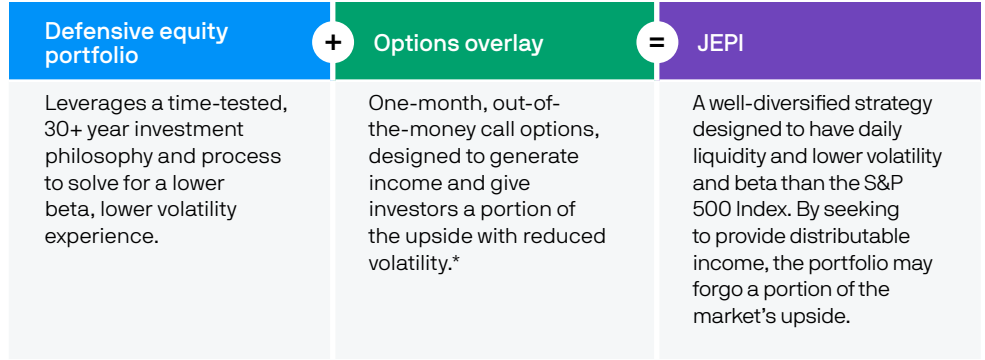 Defensive equity
portfolio
+
Options overlay
=
JEPI
Leverages a time-tested,
30+ year investment
philosophy and process
to solve for a lower
beta, lower volatility
experience.
One-month, out-of-
the-money call options,
designed to generate
income and give
investors a portion of
the upside with reduced
volatility.*
A well-diversified strategy
designed to have daily
liquidity and lower volatility
and beta than the S&P
500 Index. By seeking
to provide distributable
income, the portfolio may
forgo a portion of the
market’s upside.